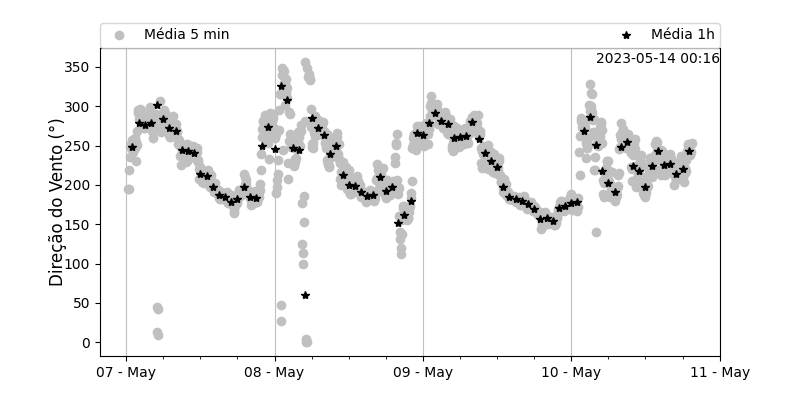 Média 5 min
Média 1h
2023-05-14 00:16
Direção do Vento (°)
350
300
250
200
150
100
50
0
07 - May
08 - May
09 - May
10 - May
11 - May